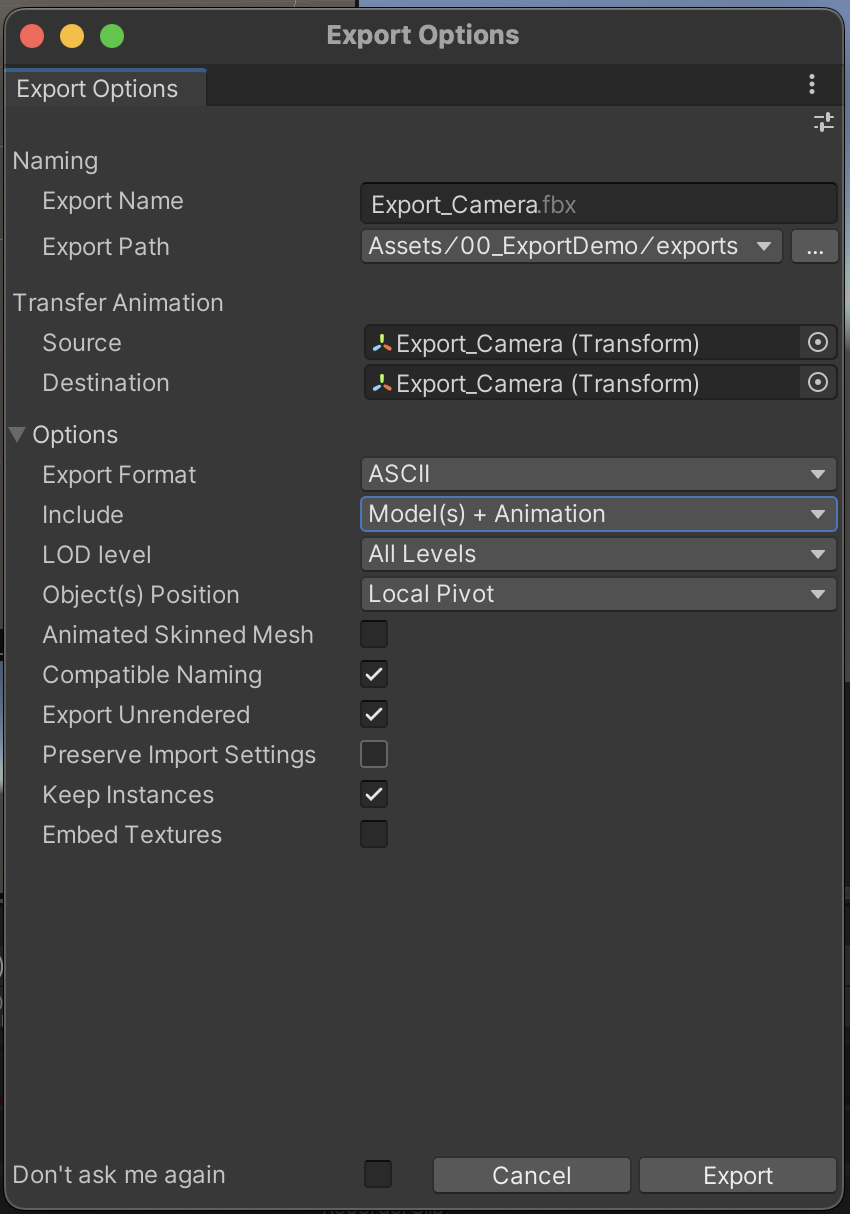 Export Options
Export Options
Naming
Export Name Export_Camera.fbx
Export Path Assets/00_ExportDemo/exports ...
Transfer Animation
Source Export_Camera (Transform)
Destination Export_Camera (Transform)
Options
Export Format ASCII
Include Model(s) + Animation
LOD level All Levels
Object(s) Position Local Pivot
Animated Skinned Mesh
Compatible Naming
Export Unrendered
Preserve Import Settings
Keep Instances
Embed Textures
Don't ask me again Cancel Export